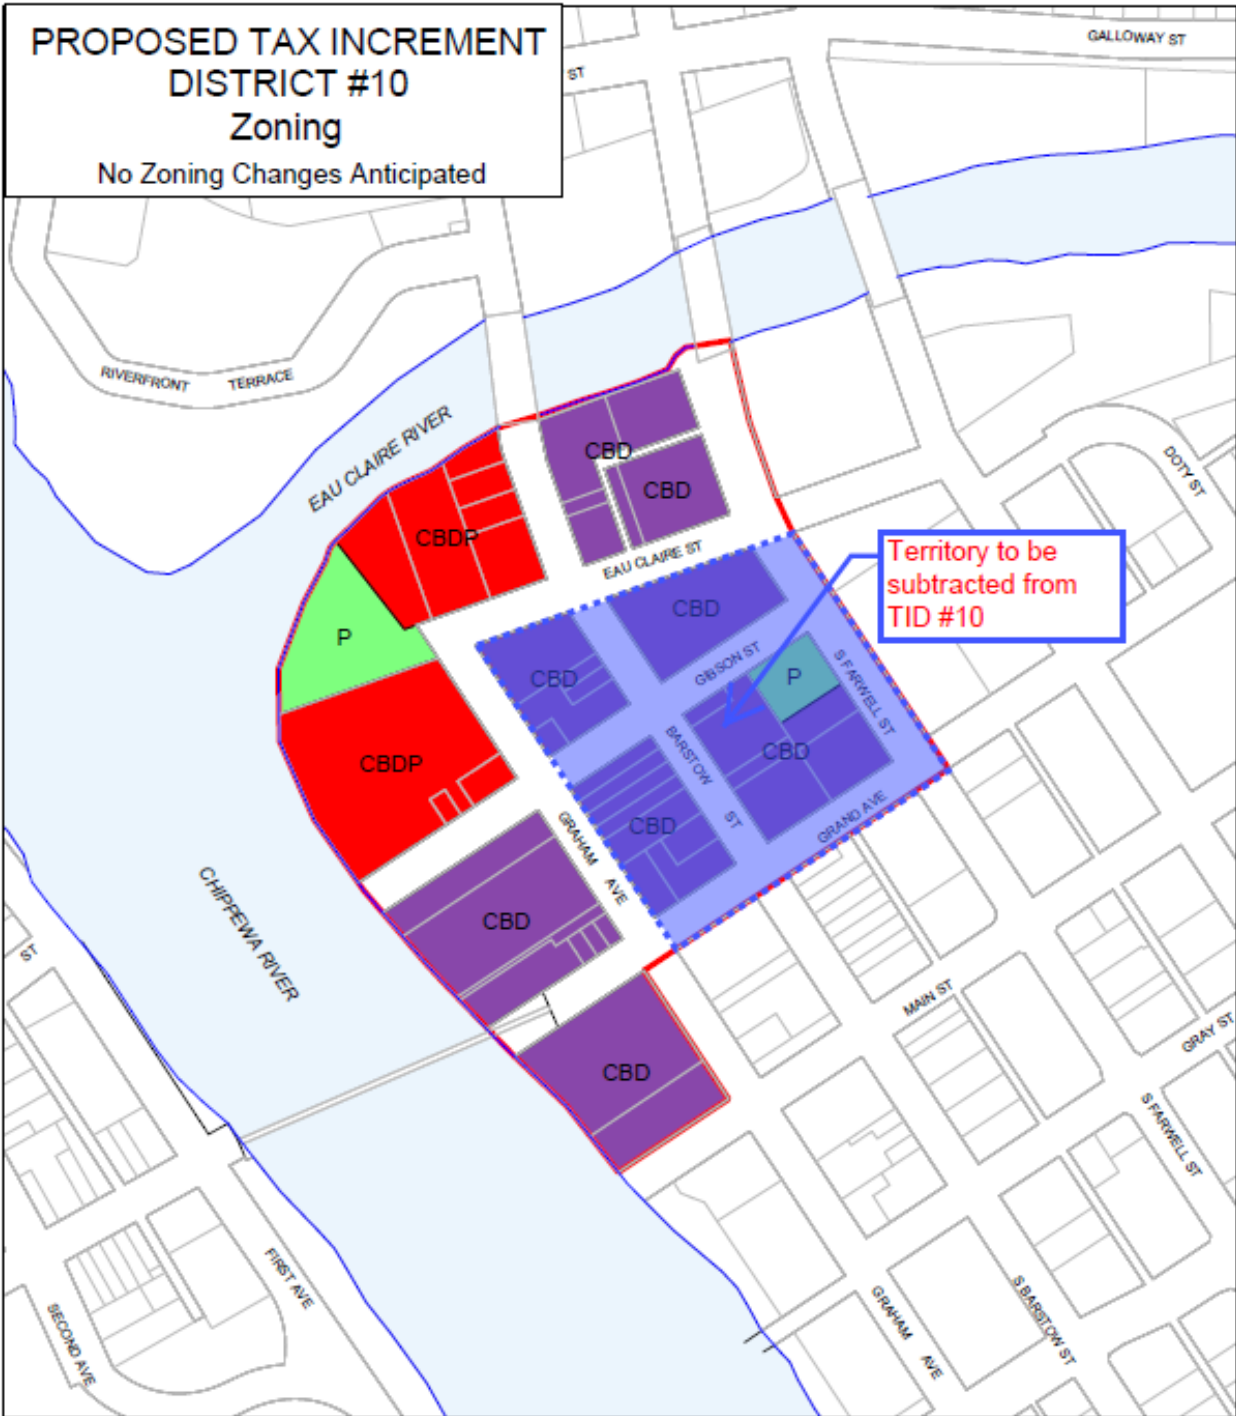 PROPOSED TAX INCREMENT
DISTRICT #10
Zoning
No Zoning Changes Anticipated
GALLOWAY ST
ST
RIVERFRONT TERRACE
EAU CLAIRE RIVER
CBD
CBD
DOTY ST
CBDP
EAU CLAIRE ST
Territory to be
subtracted from
TID #10
CBD
P
GIBSON ST
S FARWELL ST
CBD
P
CBDP
BARSTOW ST
CBD
CBD
GRAND AVE
GRAHAM AVE
CHIPPEWA RIVER
CBD
ST
MAIN ST
GRAY ST
CBD
S FARWELL ST
FIRST AVE
SECOND AVE
GRAHAM AVE
S BARSTOW ST